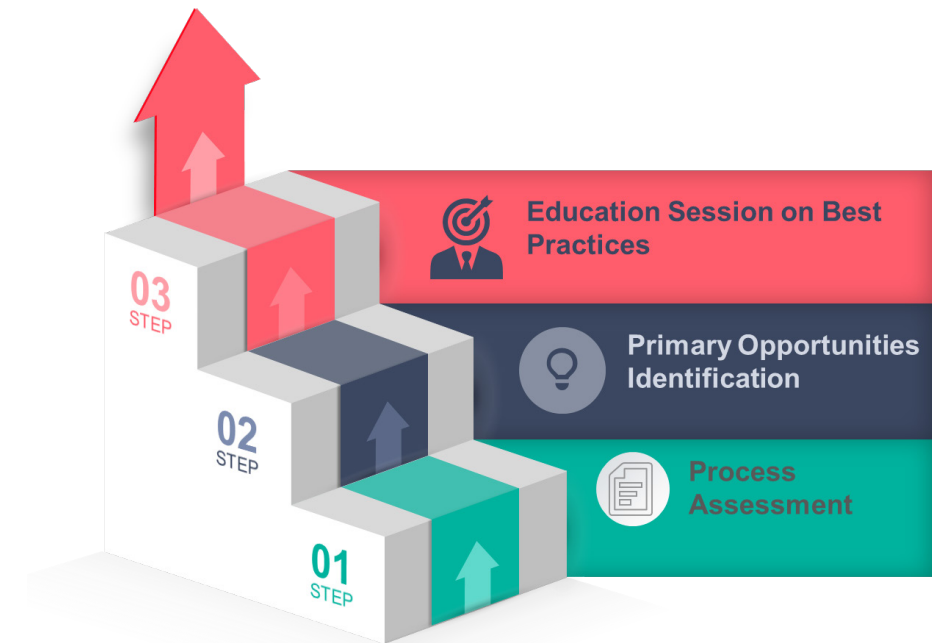 03
STEP
Education Session on Best
Practices
02
STEP
Primary Opportunities
Identification
01
STEP
Process
Assessment